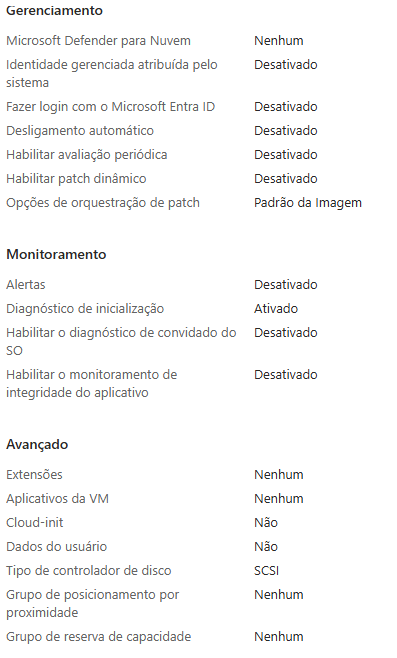 Gerenciamento
Microsoft Defender para Nuvem Nenhum
Identidade gerenciada atribuída pelo Desativado
sistema
Fazer login com o Microsoft Entra ID Desativado
Desligamento automático Desativado
Habilitar avaliação periódica Desativado
Habilitar patch dinâmico Desativado
Opções de orquestração de patch Padrão da Imagem
Monitoramento
Alertas Desativado
Diagnóstico de inicialização Ativado
Habilitar o diagnóstico de convidado do Desativado
SO
Habilitar o monitoramento de Desativado
integridade do aplicativo
Avançado
Extensões Nenhum
Aplicativos da VM Nenhum
Cloud-init Não
Dados do usuário Não
Tipo de controlador de disco SCSI
Grupo de posicionamento por Nenhum
proximidade
Grupo de reserva de capacidade Nenhum